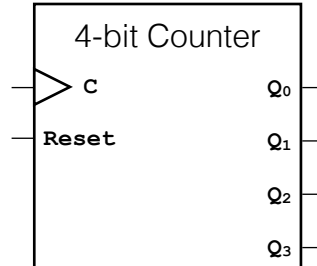 4-bit Counter
C Q₀
Reset Q₁
Q₂
Q₃